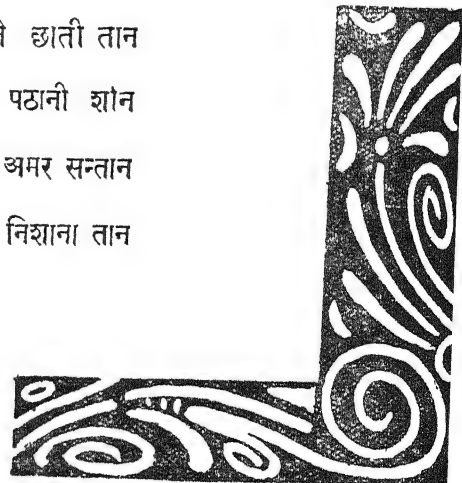 छाती तान
पठानी शान
अमर सन्तान
निशाना तान